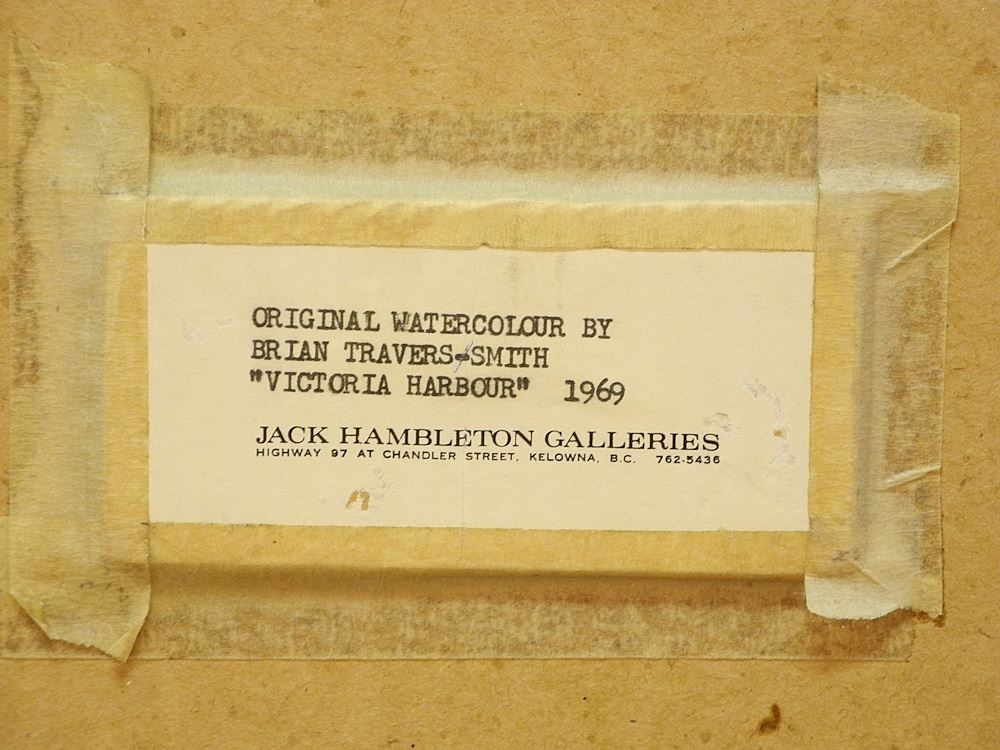 ORIGINAL WATERCOLOUR BY
BRIAN TRAVERS-SMITH
"VICTORIA HARBOUR" 1969
JACK HAMBLETON GALLERIES
HIGHWAY 97 AT CHANDLER STREET, KELOWNA, B.C. 762-5436